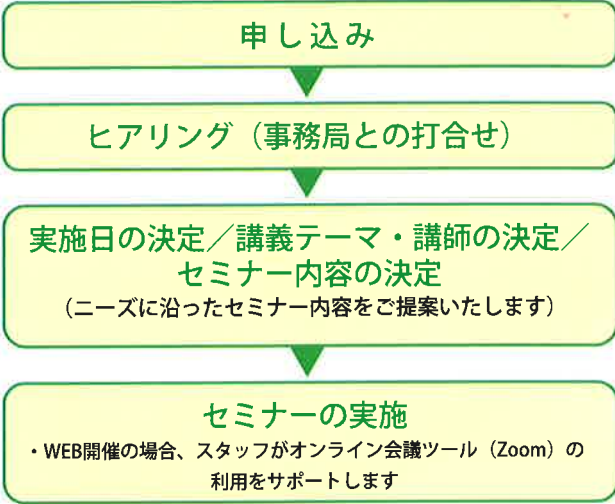 申し込み
ヒアリング（事務局との打合せ）
実施日の決定／講義テーマ・講師の決定／
セミナー内容の決定
（ニーズに沿ったセミナー内容をご提案いたします）
セミナーの実施
・WEB開催の場合、スタッフがオンライン会議ツール（Zoom）の
利用をサポートします